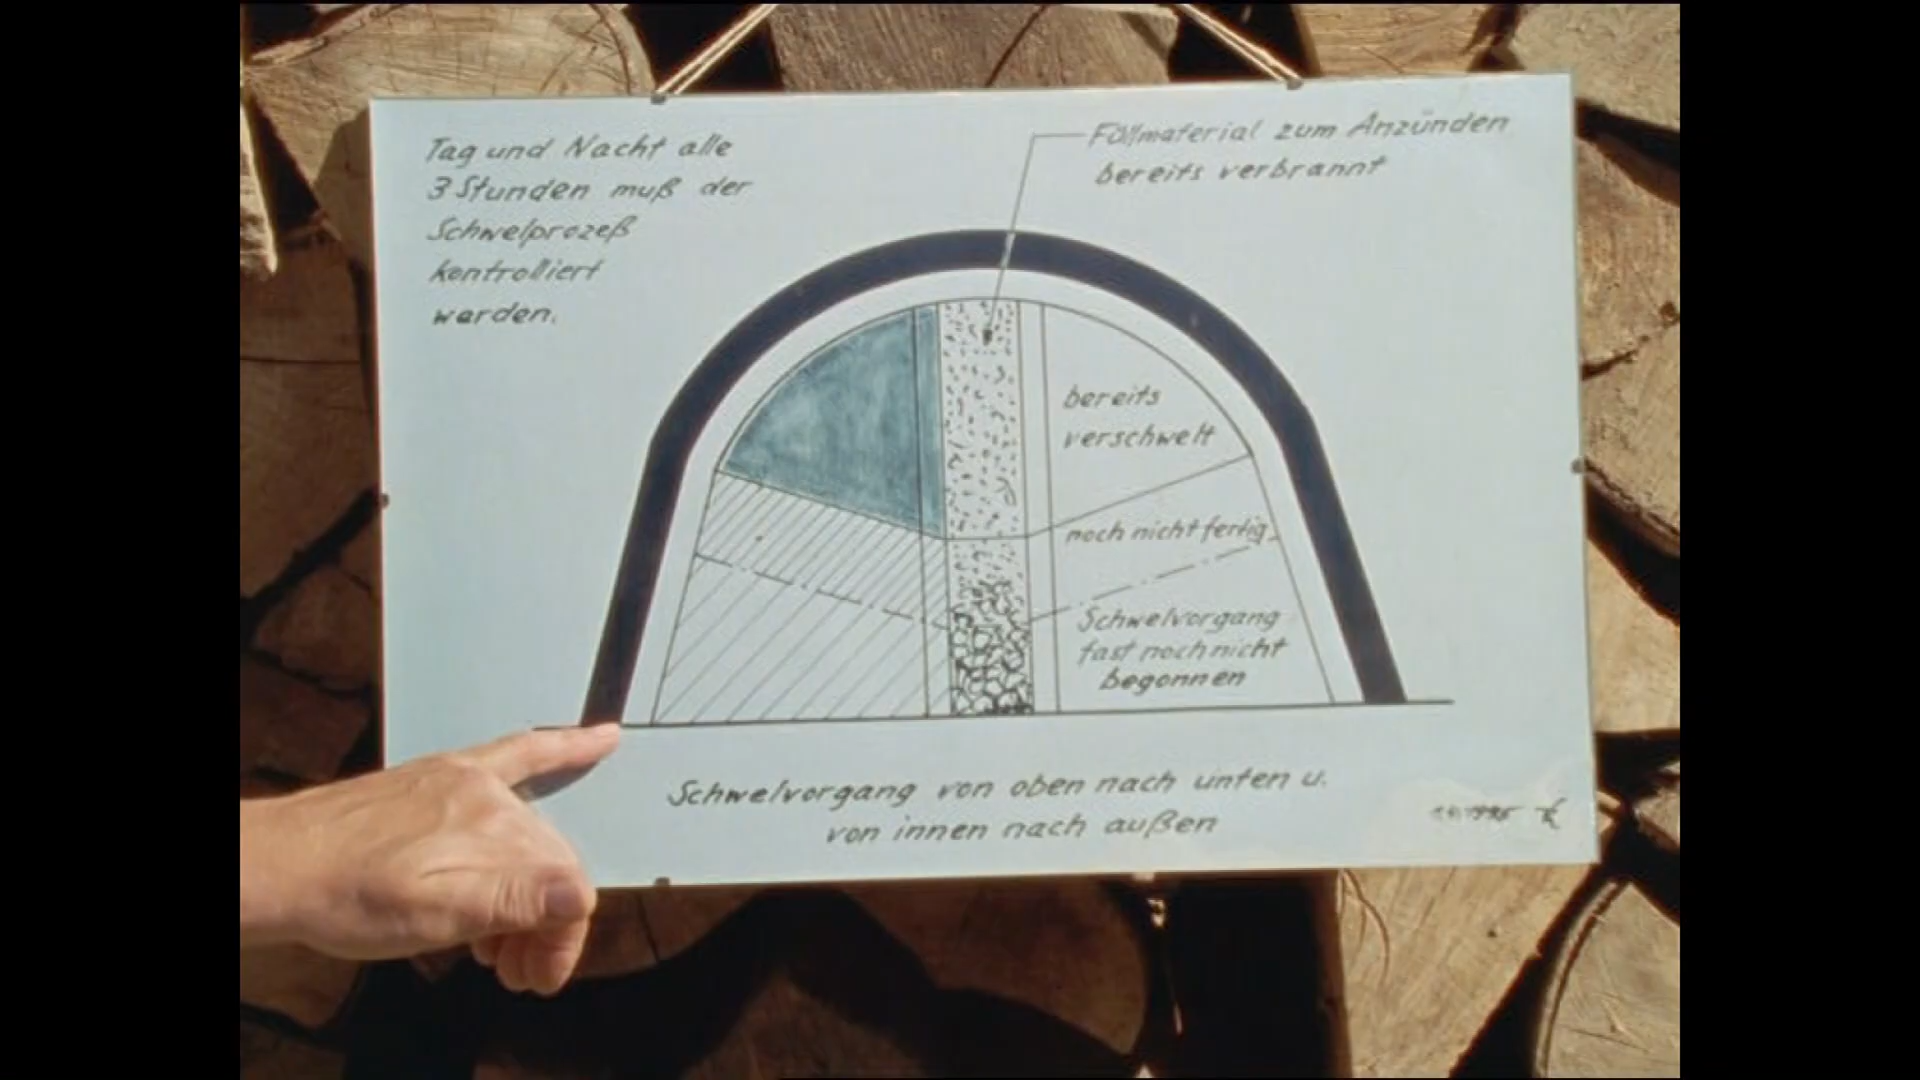 Tag und Nacht alle
3 Stunden muß der
Schwelprozeß
kontrolliert
werden.
Füllmaterial zum Anzünden
bereits verbrannt
bereits
verschwelt
noch nicht fertig
Schwelvorgang
fast noch nicht
begonnen
Schwelvorgang von oben nach unten u.
von innen nach außen